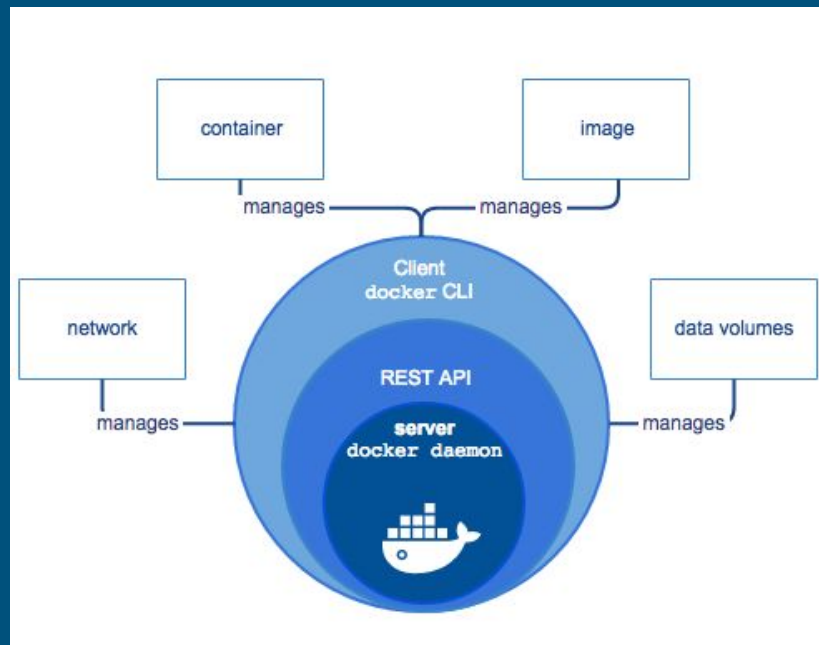 container
image
manages
manages
Client
docker CLI
network
data volumes
REST API
manages
manages
server
docker daemon